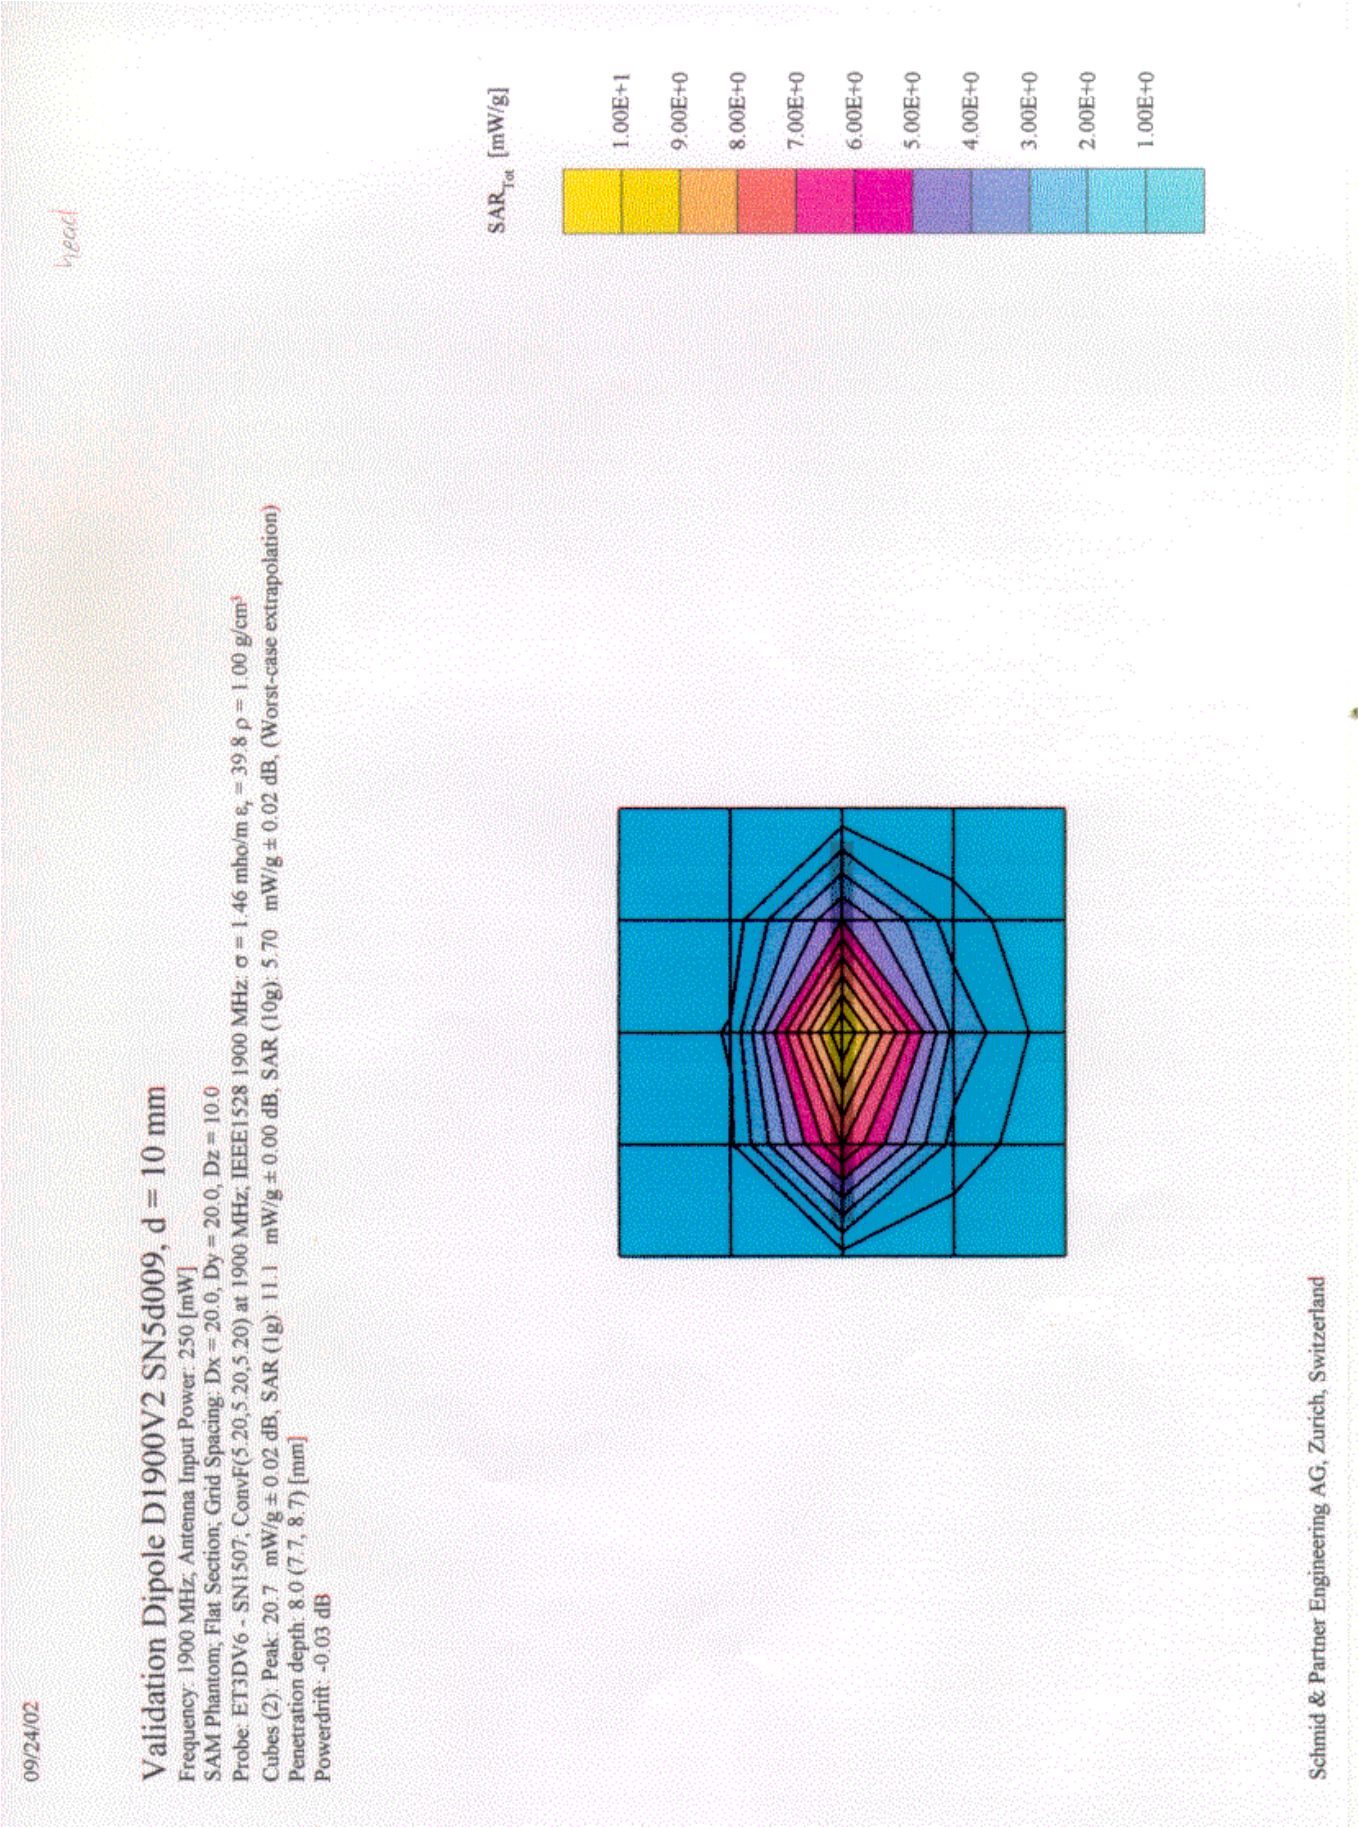 09/24/02
head
Validation Dipole D1900V2 SN5d009, d = 10 mm
Frequency: 1900 MHz; Antenna Input Power: 250 [mW]
SAM Phantom; Flat Section; Grid Spacing: Dx = 20.0, Dy = 20.0, Dz = 10.0
Probe: ET3DV6 - SN1507; ConvF(5.20,5.20,5.20) at 1900 MHz; IEEE1528 1900 MHz: σ = 1.46 mho/m εr = 39.8 ρ = 1.00 g/cm³
Cubes (2): Peak: 20.7 mW/g ± 0.02 dB, SAR (1g): 11.1 mW/g ± 0.00 dB, SAR (10g): 5.70 mW/g ± 0.02 dB, (Worst-case extrapolation)
Penetration depth: 8.0 (7.7, 8.7) [mm]
Powerdrift: -0.03 dB
SARTot [mW/g]
1.00E+1
9.00E+0
8.00E+0
7.00E+0
6.00E+0
5.00E+0
4.00E+0
3.00E+0
2.00E+0
1.00E+0
Schmid & Partner Engineering AG, Zurich, Switzerland